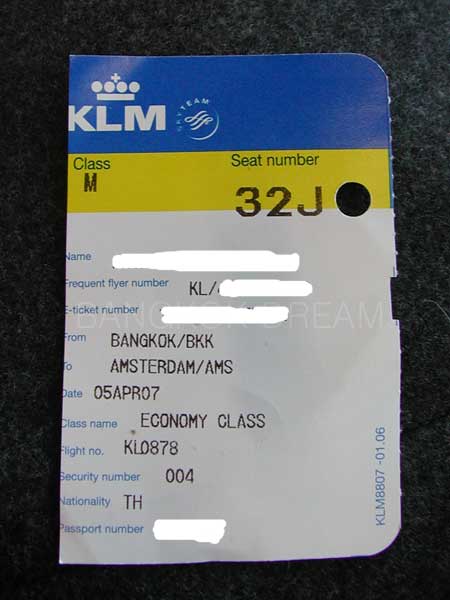 KLM
SKYTEAM
Class
M
Seat number
32J
Name
Frequent flyer number KL/
E-ticket number
BANGKOK DREAM
From BANGKOK/BKK
To AMSTERDAM/AMS
Date 05APR07
Class name ECONOMY CLASS
Flight no. KL0878
Security number 004
Nationality TH
Passport number
KLM8807 -01.06